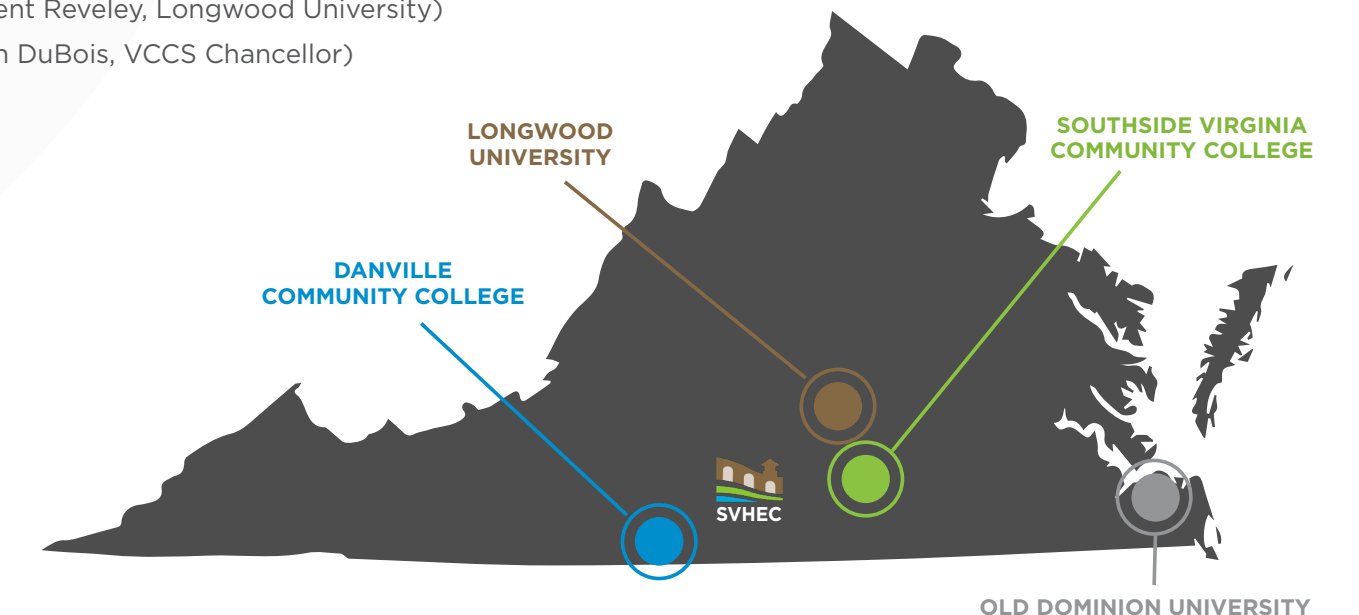 Reveley, Longwood University)
DuBois, VCCS Chancellor)
LONGWOOD
UNIVERSITY
SOUTHSIDE VIRGINIA
COMMUNITY COLLEGE
DANVILLE
COMMUNITY COLLEGE
SVHEC
OLD DOMINION UNIVERSITY